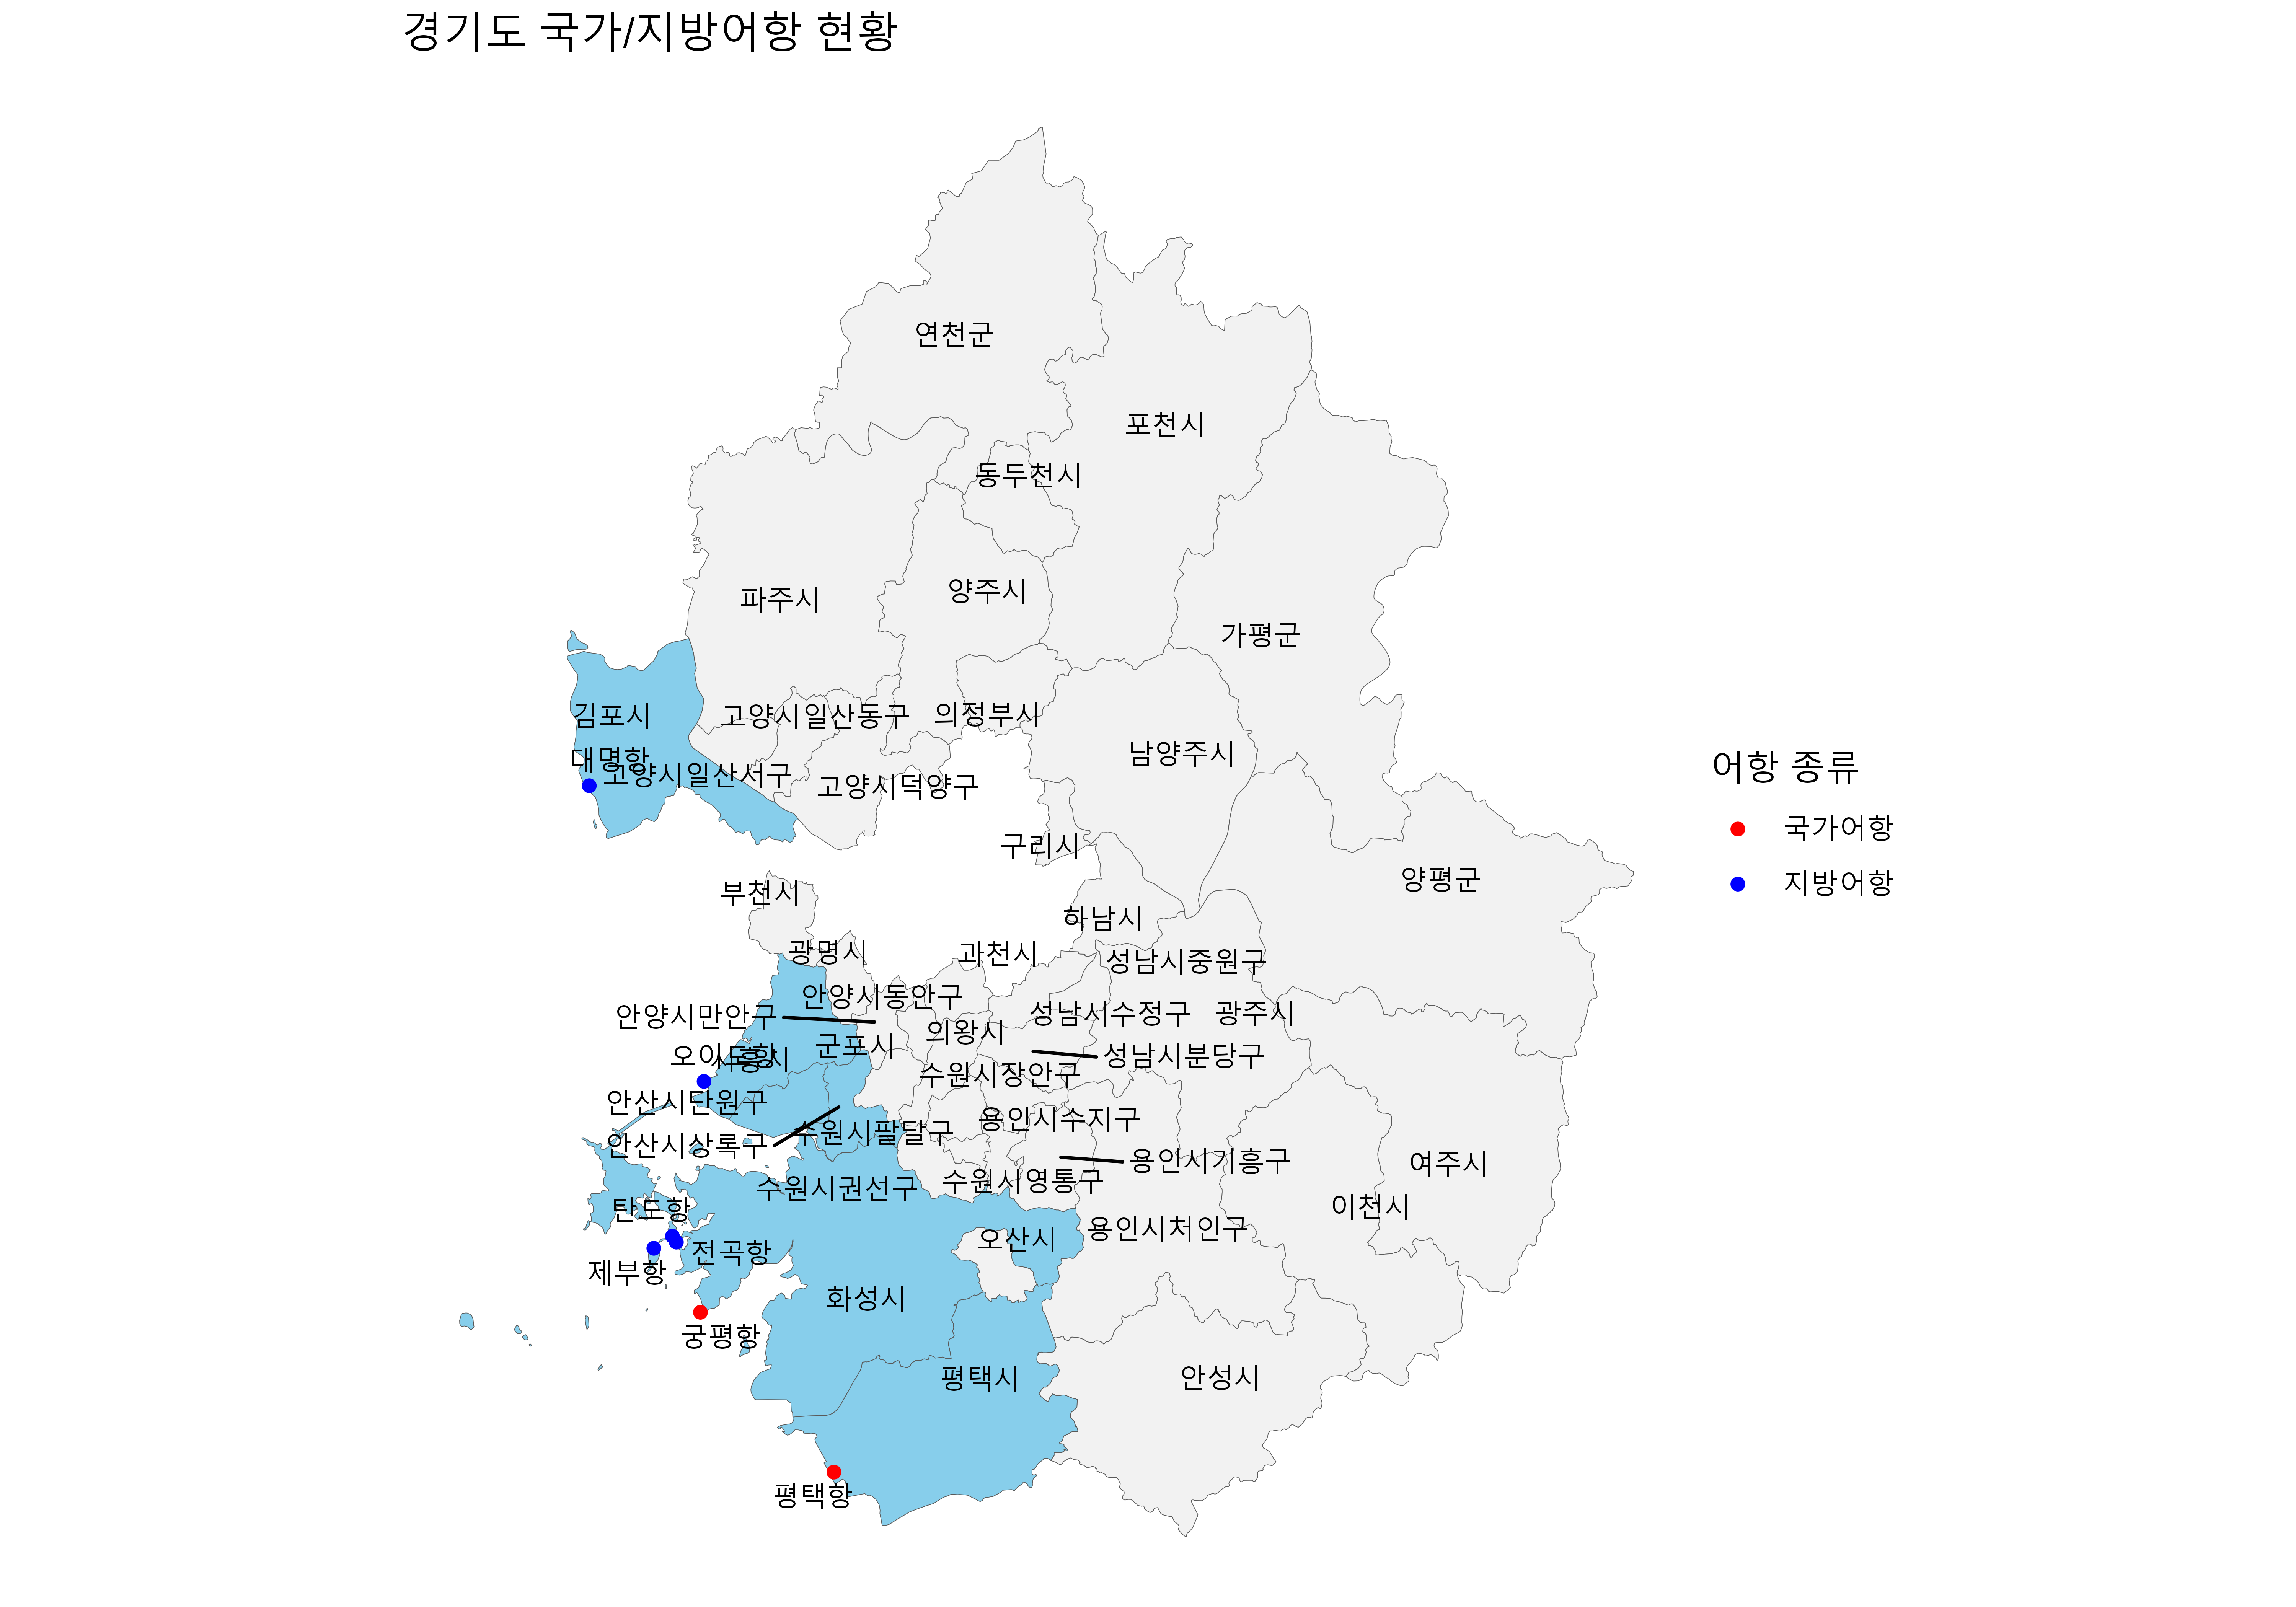 경기도 국가/지방어항 현황
연천군
포천시
동두천시
양주시
파주시
가평군
김포시
고양시일산동구
의정부시
남양주시
대명항
고양시일산서구
고양시덕양구
어항 종류
국가어항
지방어항
구리시
양평군
부천시
하남시
광명시
과천시
성남시중원구
안양시동안구
안양시만안구
성남시수정구
광주시
의왕시
군포시
오이도항
시흥시
성남시분당구
수원시장안구
안산시단원구
용인시수지구
수원시팔달구
안산시상록구
용인시기흥구
여주시
수원시권선구
수원시영통구
탄도항
이천시
용인시처인구
오산시
전곡항
제부항
화성시
궁평항
평택시
안성시
평택항